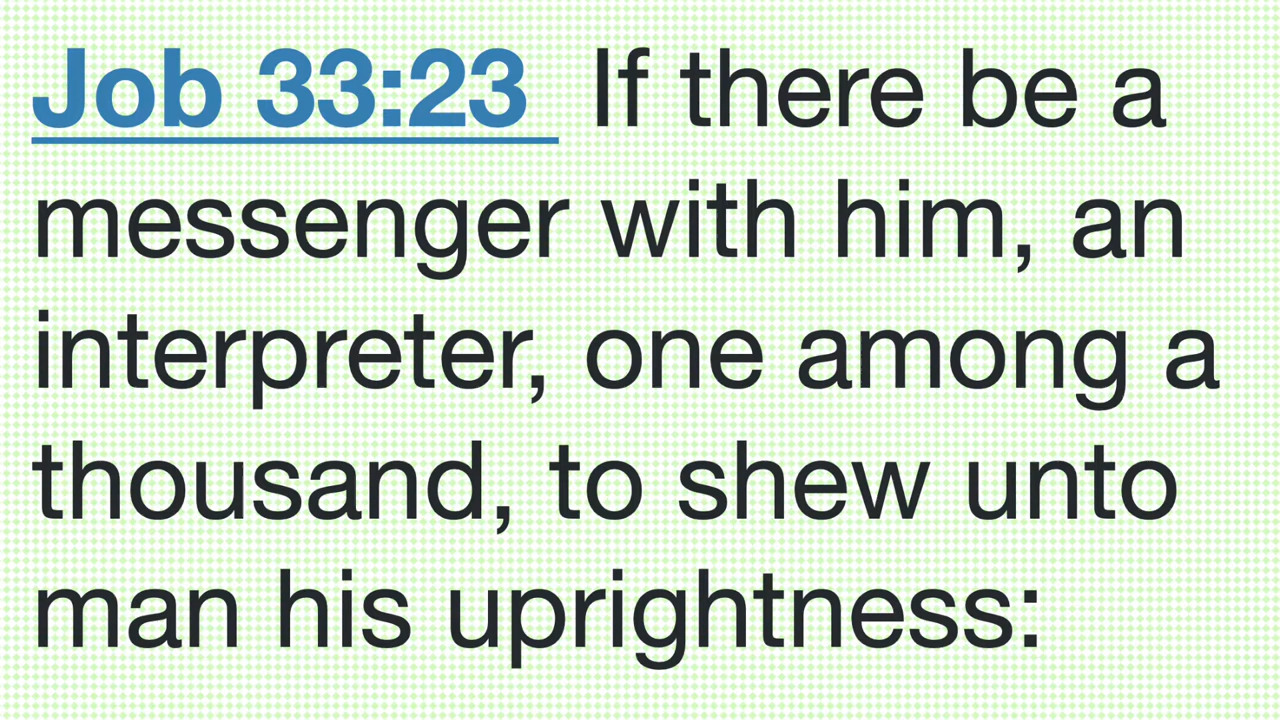 Job 33:23 If there be a
messenger with him, an
interpreter, one among a
thousand, to shew unto
man his uprightness: